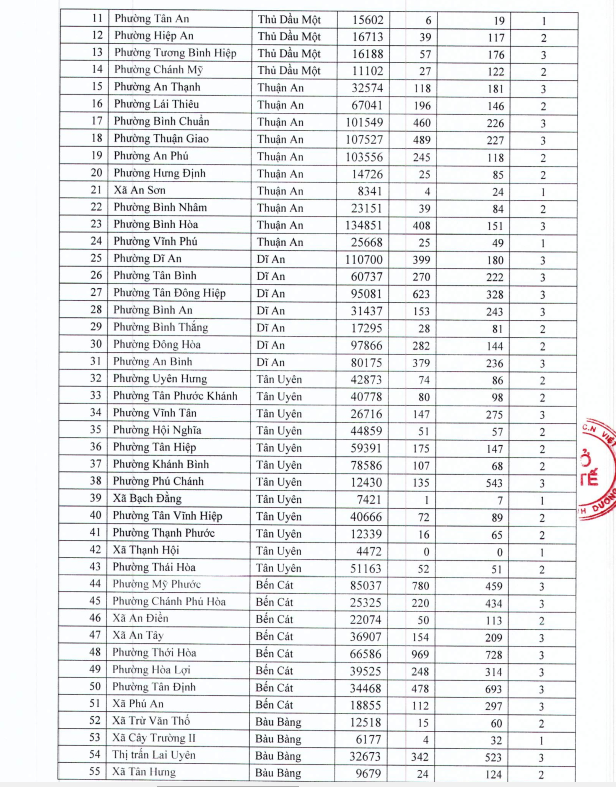 11 Phường Tân An Thủ Dầu Một 15602 6 19 1
12 Phường Hiệp An Thủ Dầu Một 16713 39 117 2
13 Phường Tương Bình Hiệp Thủ Dầu Một 16188 57 176 3
14 Phường Chánh Mỹ Thủ Dầu Một 11102 27 122 2
15 Phường An Thạnh Thuận An 32574 118 181 3
16 Phường Lái Thiêu Thuận An 67041 196 146 2
17 Phường Bình Chuẩn Thuận An 101549 460 226 3
18 Phường Thuận Giao Thuận An 107527 489 227 3
19 Phường An Phú Thuận An 103556 245 118 2
20 Phường Hưng Định Thuận An 14726 25 85 2
21 Xã An Sơn Thuận An 8341 4 24 1
22 Phường Bình Nhâm Thuận An 23151 39 84 2
23 Phường Bình Hòa Thuận An 134851 408 151 3
24 Phường Vĩnh Phú Thuận An 25668 25 49 1
25 Phường Dĩ An Dĩ An 110700 399 180 3
26 Phường Tân Bình Dĩ An 60737 270 222 3
27 Phường Tân Đông Hiệp Dĩ An 95081 623 328 3
28 Phường Bình An Dĩ An 31437 153 243 3
29 Phường Bình Thắng Dĩ An 17295 28 81 2
30 Phường Đông Hòa Dĩ An 97866 282 144 2
31 Phường An Bình Dĩ An 80175 379 236 3
32 Phường Uyên Hưng Tân Uyên 42873 74 86 2
33 Phường Tân Phước Khánh Tân Uyên 40778 80 98 2
34 Phường Vĩnh Tân Tân Uyên 26716 147 275 3
35 Phường Hội Nghĩa Tân Uyên 44859 51 57 2
36 Phường Tân Hiệp Tân Uyên 59391 175 147 2
37 Phường Khánh Bình Tân Uyên 78586 107 68 2
38 Phường Phú Chánh Tân Uyên 12430 135 543 3
39 Xã Bạch Đằng Tân Uyên 7421 1 7 1
40 Phường Tân Vĩnh Hiệp Tân Uyên 40666 72 89 2
41 Phường Thạnh Phước Tân Uyên 12339 16 65 2
42 Xã Thạnh Hội Tân Uyên 4472 0 0 1
43 Phường Thái Hòa Tân Uyên 51163 52 51 2
44 Phường Mỹ Phước Bến Cát 85037 780 459 3
45 Phường Chánh Phú Hòa Bến Cát 25325 220 434 3
46 Xã An Điền Bến Cát 22074 50 113 2
47 Xã An Tây Bến Cát 36907 154 209 3
48 Phường Thới Hòa Bến Cát 66586 969 728 3
49 Phường Hòa Lợi Bến Cát 39525 248 314 3
50 Phường Tân Định Bến Cát 34468 478 693 3
51 Xã Phú An Bến Cát 18855 112 297 3
52 Xã Trừ Văn Thố Bàu Bàng 12518 15 60 2
53 Xã Cây Trường II Bàu Bàng 6177 4 32 1
54 Thị trấn Lai Uyên Bàu Bàng 32673 342 523 3
55 Xã Tân Hưng Bàu Bàng 9679 24 124 2